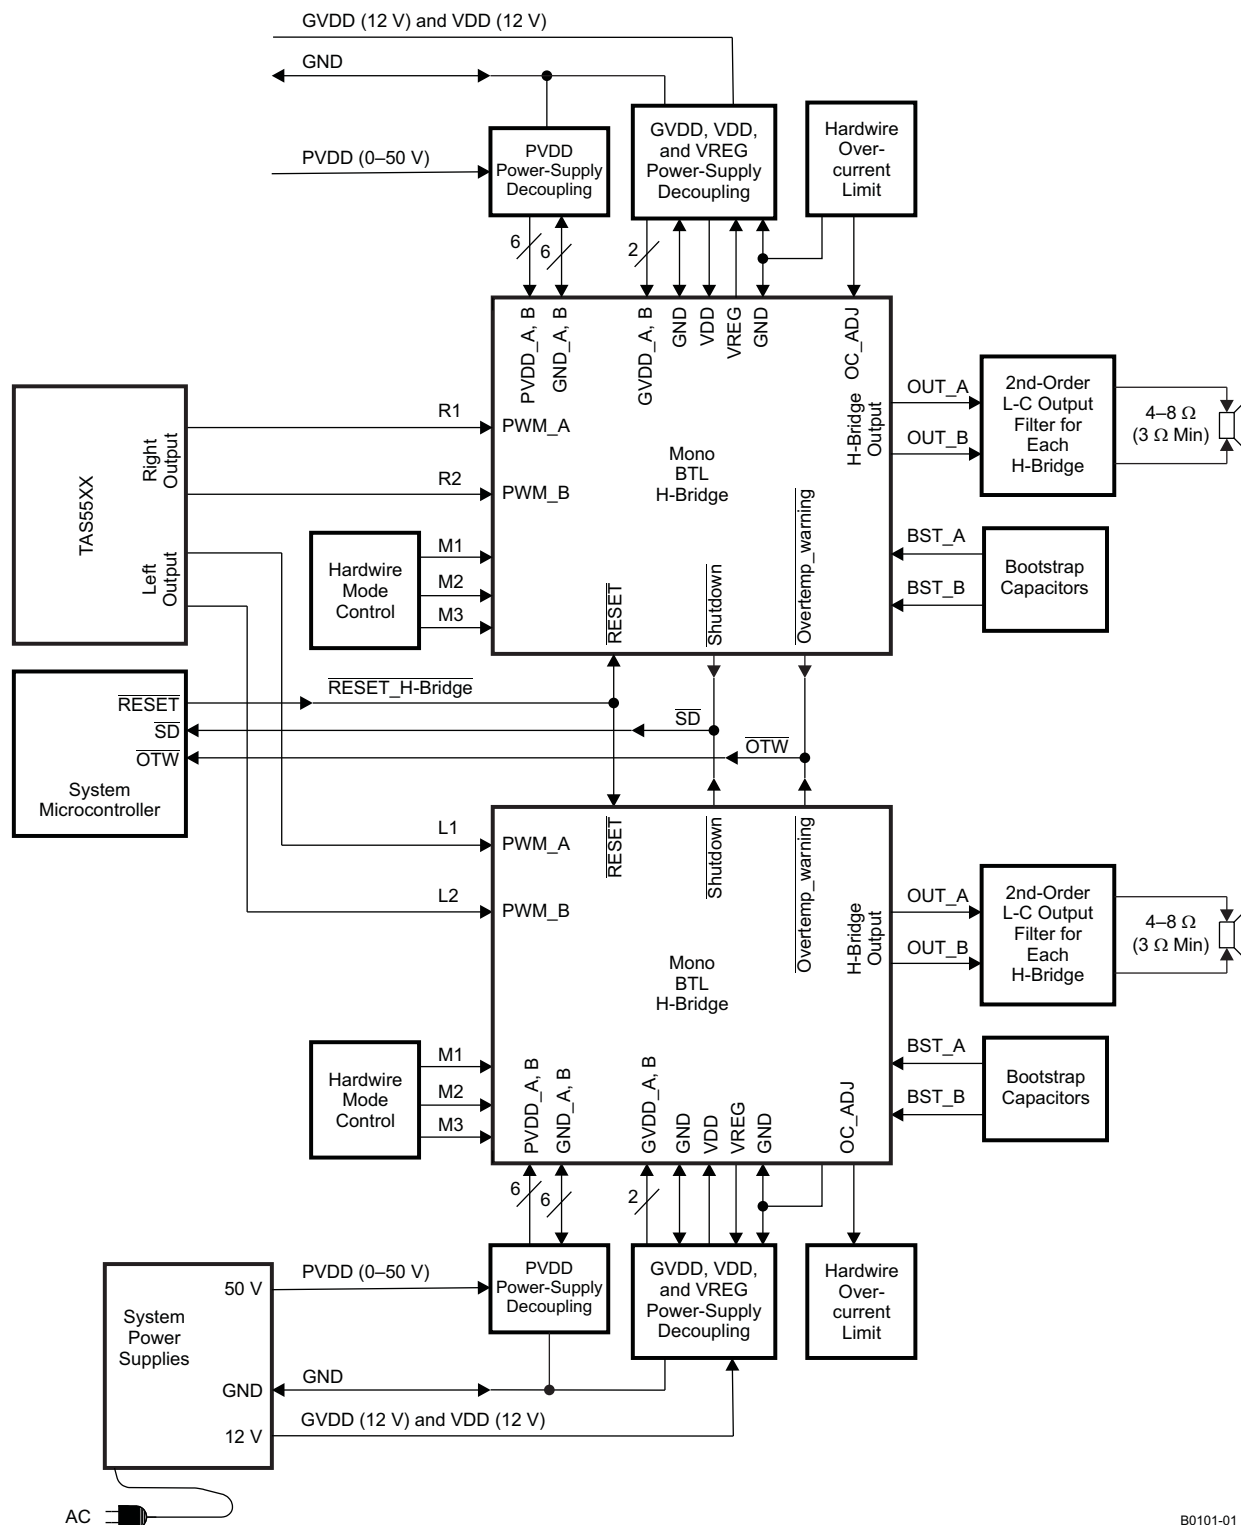 GVDD (12 V) and VDD (12 V)
GND
PVDD (0–50 V)
PVDD
Power-Supply
Decoupling
GVDD, VDD,
and VREG
Power-Supply
Decoupling
Hardwire
Over-
current
Limit
6
6
2
PVDD_A, B
GND_A, B
GVDD_A, B
GND
VDD
VREG
GND
OC_ADJ
TAS55XX
Right
Output
Left
Output
R1
R2
PWM_A
PWM_B
Mono
BTL
H-Bridge
H-Bridge
Output
OUT_A
OUT_B
2nd-Order
L-C Output
Filter for
Each
H-Bridge
4–8 Ω
(3 Ω Min)
Hardwire
Mode
Control
M1
M2
M3
RESET
Shutdown
Overtemp_warning
BST_A
BST_B
Bootstrap
Capacitors
RESET
SD
OTW
System
Microcontroller
RESET_H-Bridge
SD
OTW
L1
L2
PWM_A
PWM_B
RESET
Shutdown
Overtemp_warning
Mono
BTL
H-Bridge
H-Bridge
Output
OUT_A
OUT_B
2nd-Order
L-C Output
Filter for
Each
H-Bridge
4–8 Ω
(3 Ω Min)
Hardwire
Mode
Control
M1
M2
M3
BST_A
BST_B
Bootstrap
Capacitors
PVDD_A, B
GND_A, B
GVDD_A, B
GND
VDD
VREG
GND
OC_ADJ
6
6
2
PVDD
Power-Supply
Decoupling
GVDD, VDD,
and VREG
Power-Supply
Decoupling
Hardwire
Over-
current
Limit
System
Power
Supplies
50 V
GND
12 V
PVDD (0–50 V)
GND
GVDD (12 V) and VDD (12 V)
AC
B0101-01